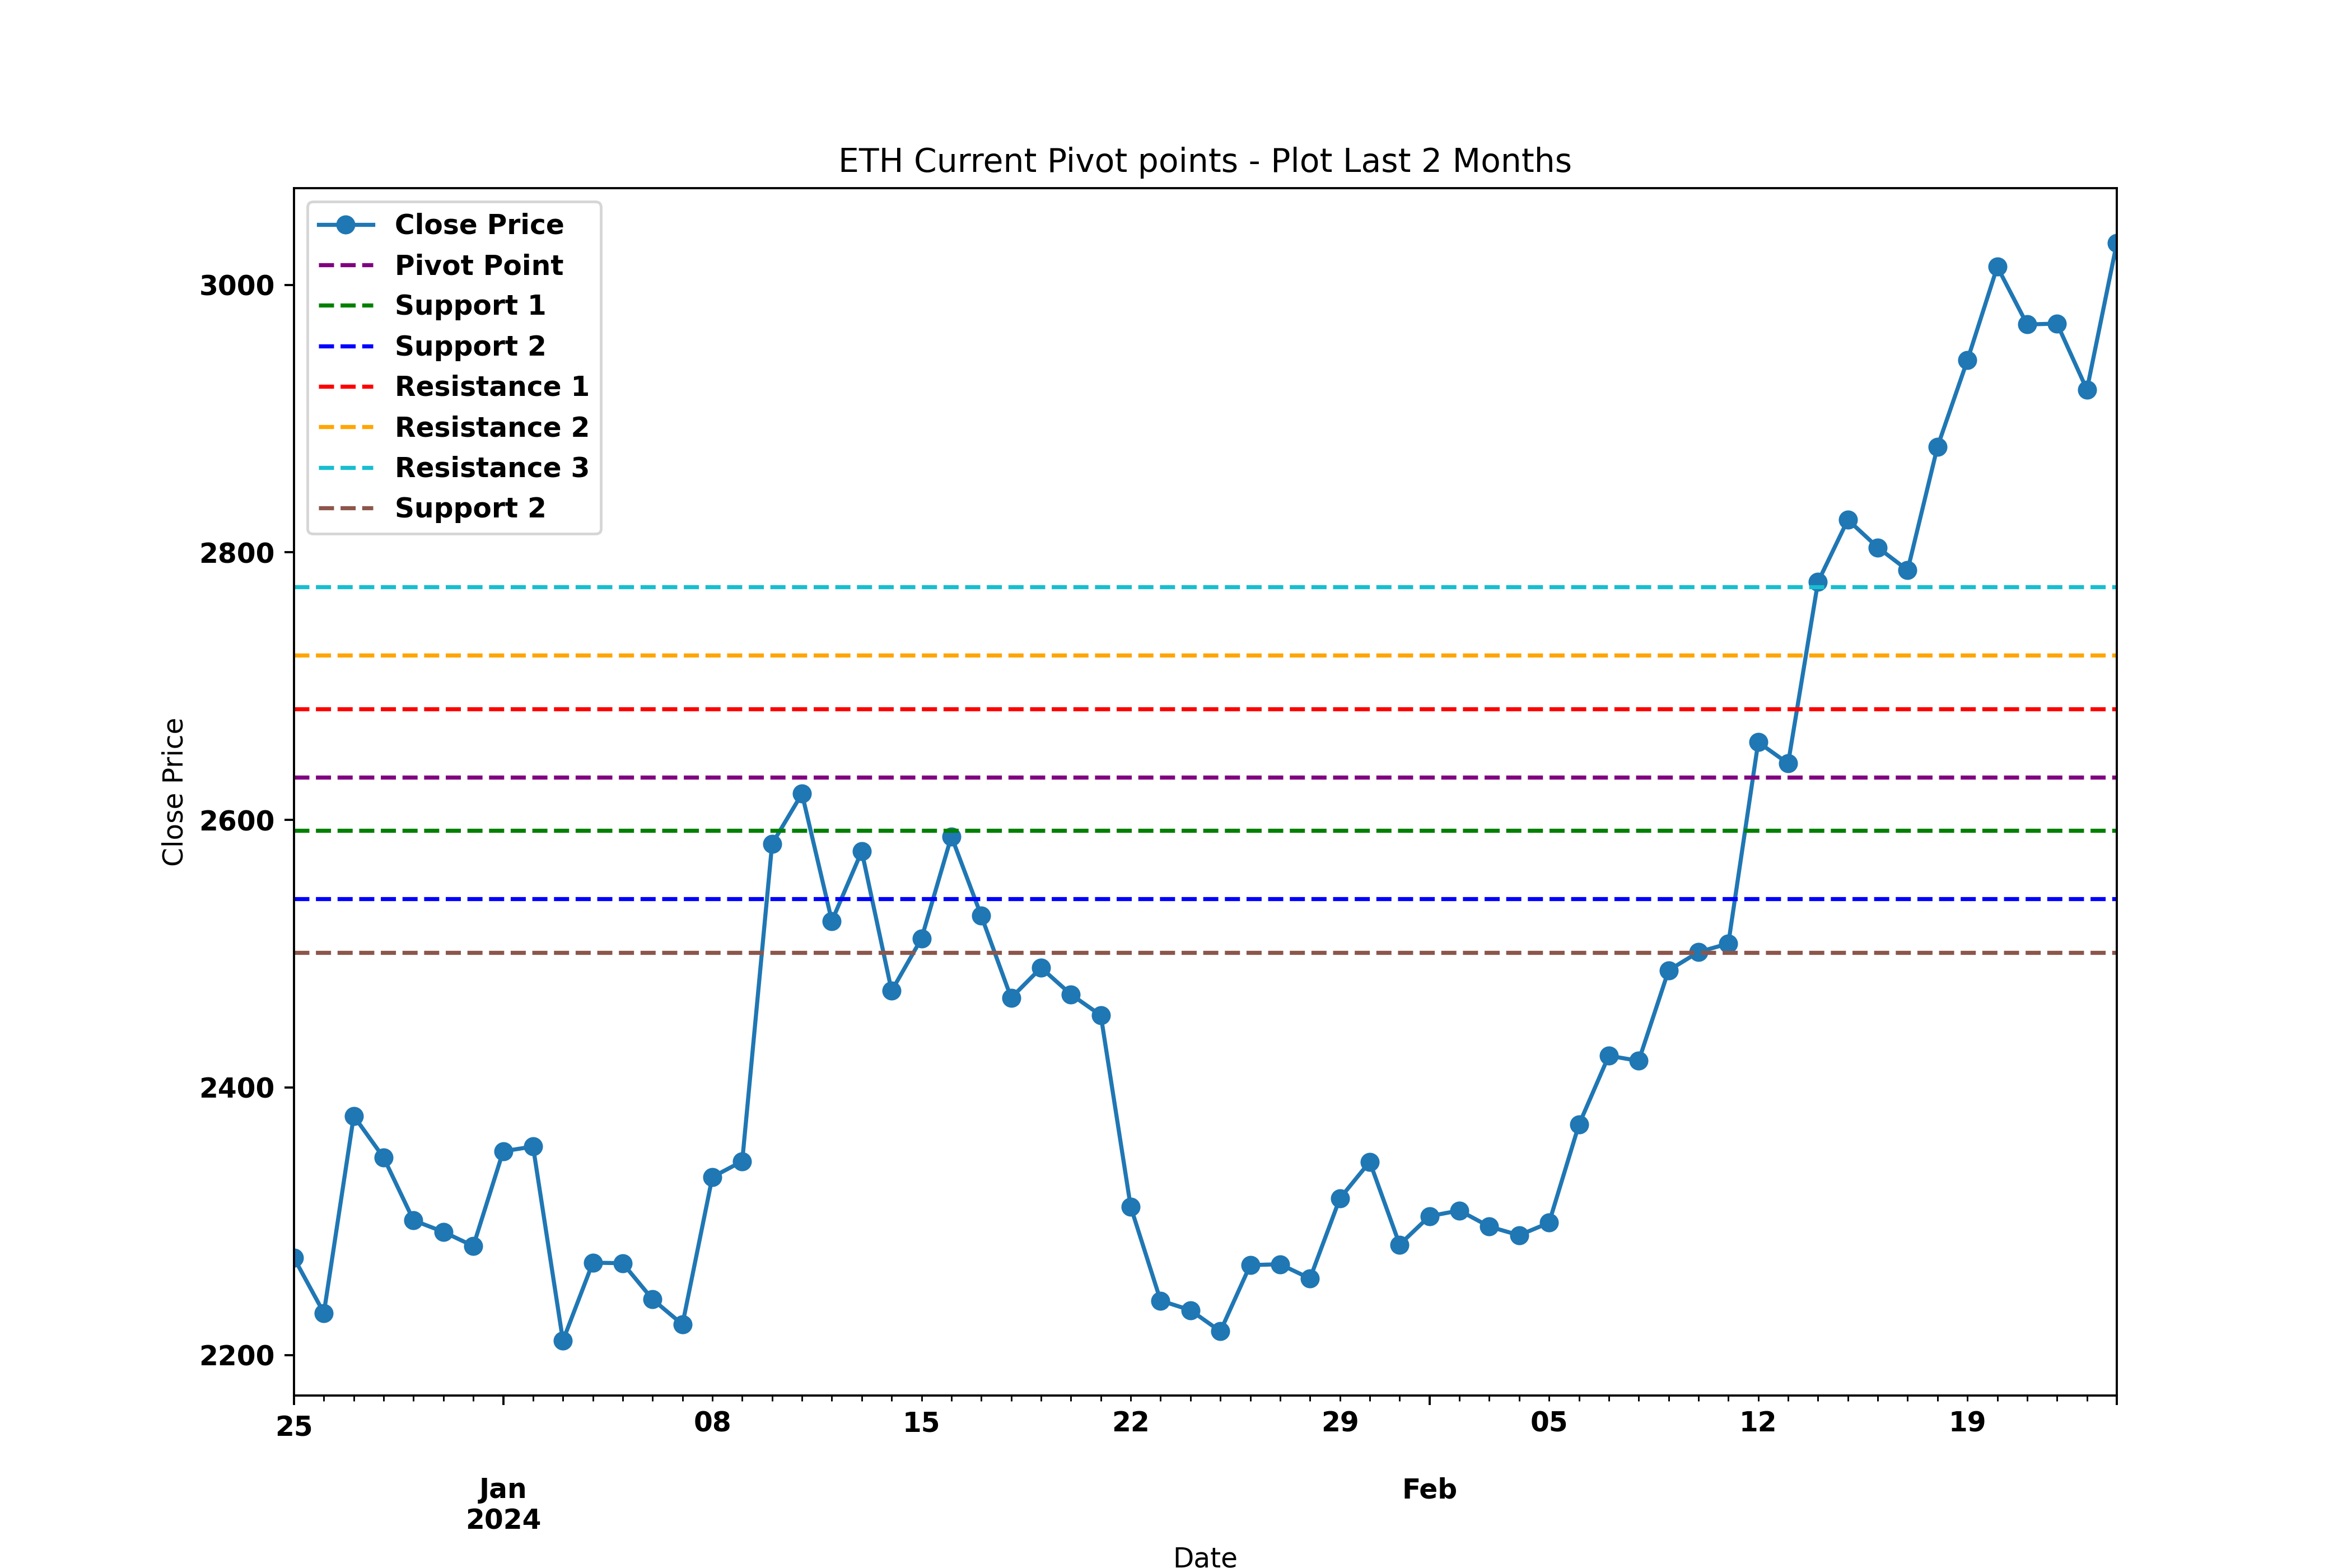 ETH Current Pivot points - Plot Last 2 Months
Close Price
Pivot Point
Support 1
Support 2
Resistance 1
Resistance 2
Resistance 3
Support 2
3000
2800
2600
2400
2200
Close Price
25
08
15
22
29
05
12
19
Jan
2024
Feb
Date